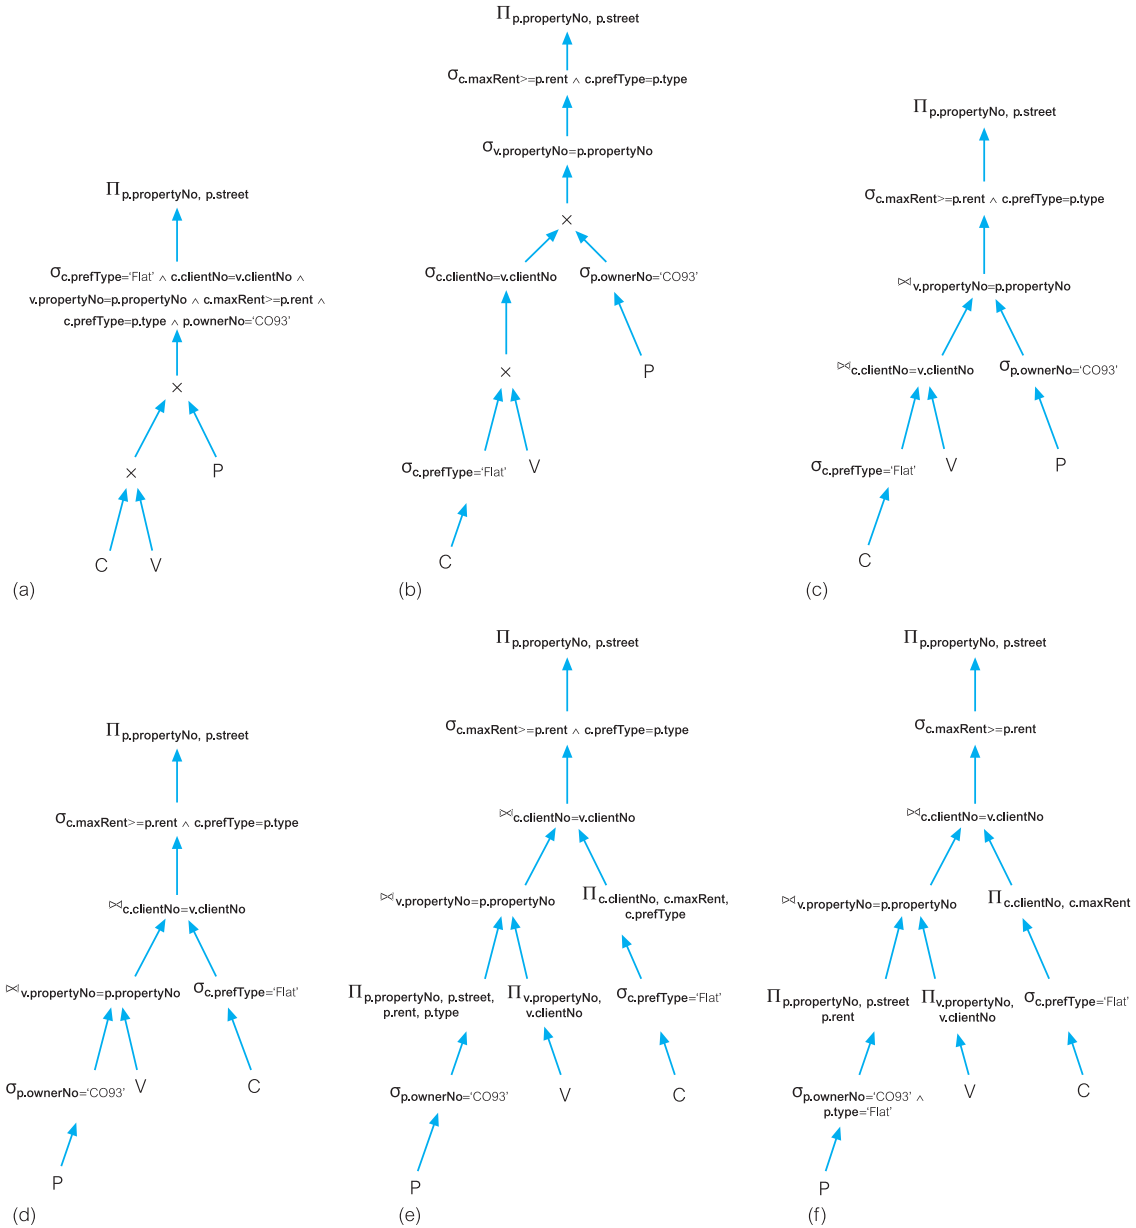 Πp.propertyNo, p.street
σc.prefType='Flat' ∧ c.clientNo=v.clientNo ∧
v.propertyNo=p.propertyNo ∧ c.maxRent>=p.rent ∧
c.prefType=p.type ∧ p.ownerNo='CO93'
×
×
P
C
V
(a)
Πp.propertyNo, p.street
σc.maxRent>=p.rent ∧ c.prefType=p.type
σv.propertyNo=p.propertyNo
×
σc.clientNo=v.clientNo
σp.ownerNo='CO93'
×
P
σc.prefType='Flat'
V
C
(b)
Πp.propertyNo, p.street
σc.maxRent>=p.rent ∧ c.prefType=p.type
⋈v.propertyNo=p.propertyNo
⋈c.clientNo=v.clientNo
σp.ownerNo='CO93'
σc.prefType='Flat'
V
P
C
(c)
Πp.propertyNo, p.street
σc.maxRent>=p.rent ∧ c.prefType=p.type
⋈c.clientNo=v.clientNo
⋈v.propertyNo=p.propertyNo
σc.prefType='Flat'
σp.ownerNo='CO93'
V
C
P
(d)
Πp.propertyNo, p.street
σc.maxRent>=p.rent ∧ c.prefType=p.type
⋈c.clientNo=v.clientNo
⋈v.propertyNo=p.propertyNo
Πc.clientNo, c.maxRent,
c.prefType
Πp.propertyNo, p.street,
p.rent, p.type
Πv.propertyNo,
v.clientNo
σc.prefType='Flat'
σp.ownerNo='CO93'
V
C
P
(e)
Πp.propertyNo, p.street
σc.maxRent>=p.rent
⋈c.clientNo=v.clientNo
⋈v.propertyNo=p.propertyNo
Πc.clientNo, c.maxRent
Πp.propertyNo, p.street
p.rent
Πv.propertyNo,
v.clientNo
σc.prefType='Flat'
σp.ownerNo='CO93' ∧
p.type='Flat'
V
C
P
(f)